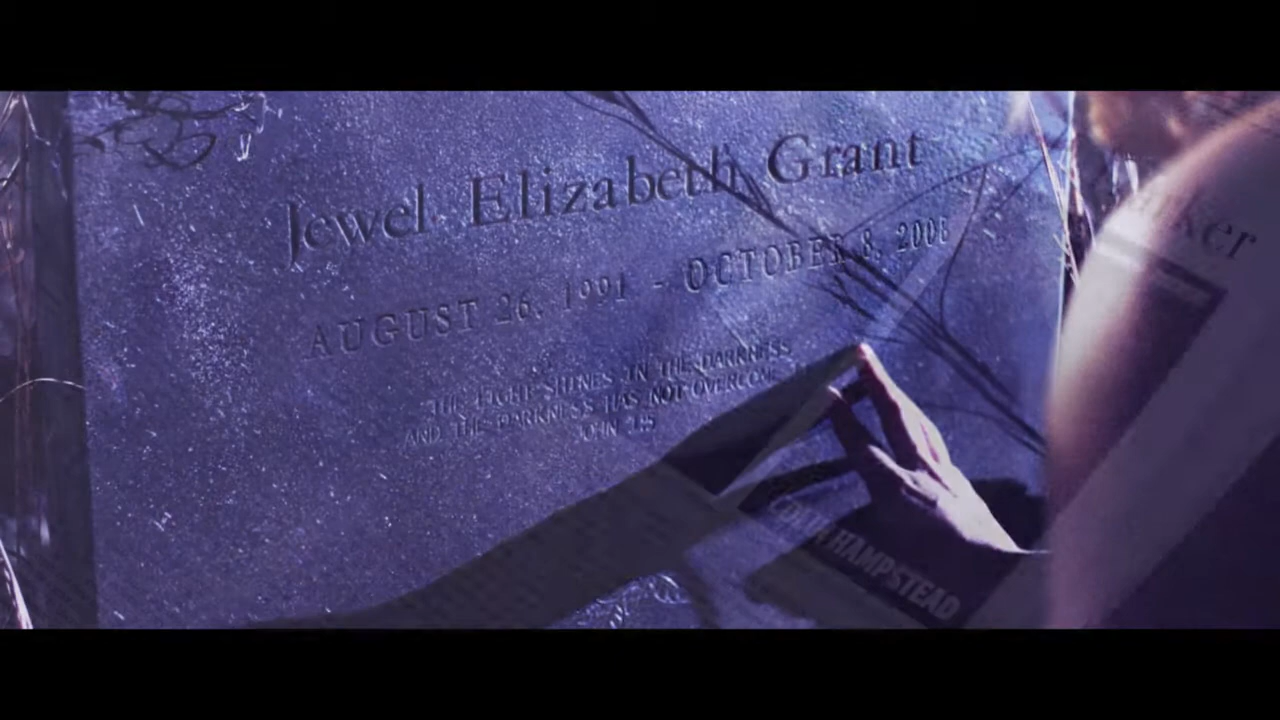 Jewel Elizabeth Grant
AUGUST 26, 1991 - OCTOBER 8, 2008
THE LIGHT SHINES IN THE DARKNESS
AND THE DARKNESS HAS NOT OVERCOME
JOHN 1:5
HAMPSTEAD